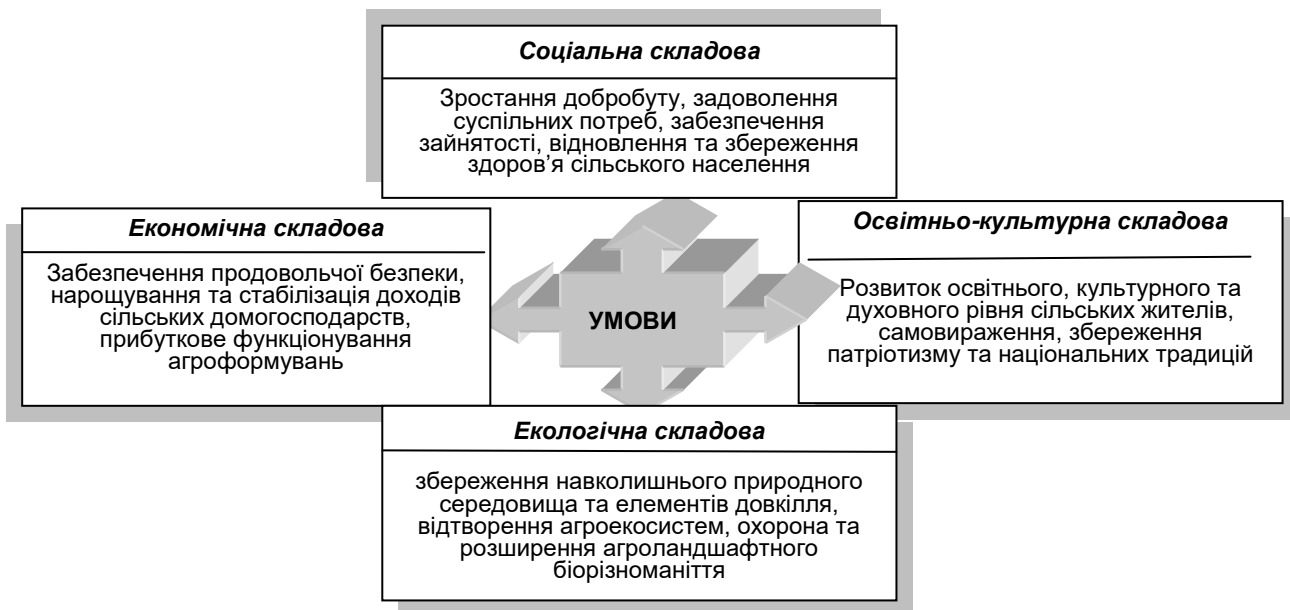 Соціальна складова
Зростання добробуту, задоволення
суспільних потреб, забезпечення
зайнятості, відновлення та збереження
здоров’я сільського населення
Економічна складова
Забезпечення продовольчої безпеки,
нарощування та стабілізація доходів
сільських домогосподарств,
прибуткове функціонування
агроформувань
УМОВИ
Освітньо-культурна складова
Розвиток освітнього, культурного та
духовного рівня сільських жителів,
самовираження, збереження
патріотизму та національних традицій
Екологічна складова
збереження навколишнього природного
середовища та елементів довкілля,
відтворення агроекосистем, охорона та
розширення агроландшафтного
біорізноманіття